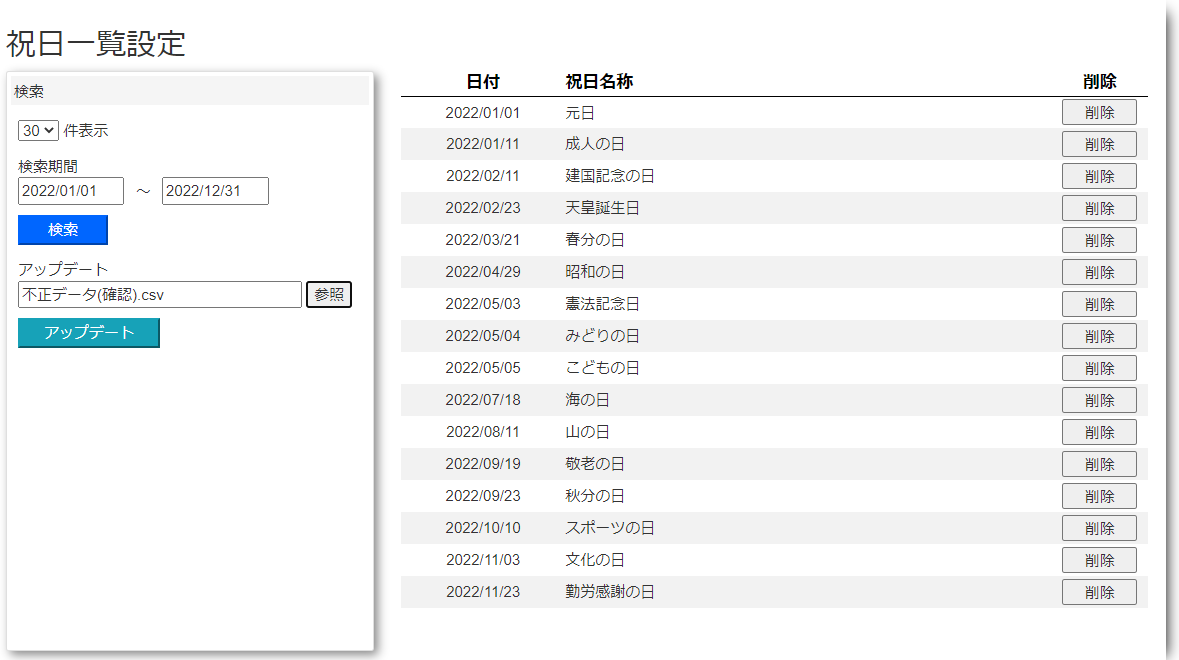 祝日一覧設定
検索
30 件表示
検索期間
2022/01/01 ～ 2022/12/31
検索
アップデート
不正データ(確認).csv 参照
アップデート
日付 祝日名称 削除
2022/01/01 元日 削除
2022/01/11 成人の日 削除
2022/02/11 建国記念の日 削除
2022/02/23 天皇誕生日 削除
2022/03/21 春分の日 削除
2022/04/29 昭和の日 削除
2022/05/03 憲法記念日 削除
2022/05/04 みどりの日 削除
2022/05/05 こどもの日 削除
2022/07/18 海の日 削除
2022/08/11 山の日 削除
2022/09/19 敬老の日 削除
2022/09/23 秋分の日 削除
2022/10/10 スポーツの日 削除
2022/11/03 文化の日 削除
2022/11/23 勤労感謝の日 削除